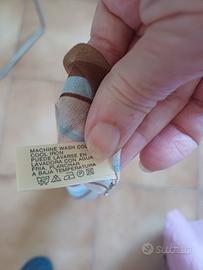 MACHINE WASH COLD
COOL IRON
PUEDE LAVARSE EN
LAVADORA CON AGUA
FRIA, PLANCHAR
A BAJA TEMPERATURA
subito